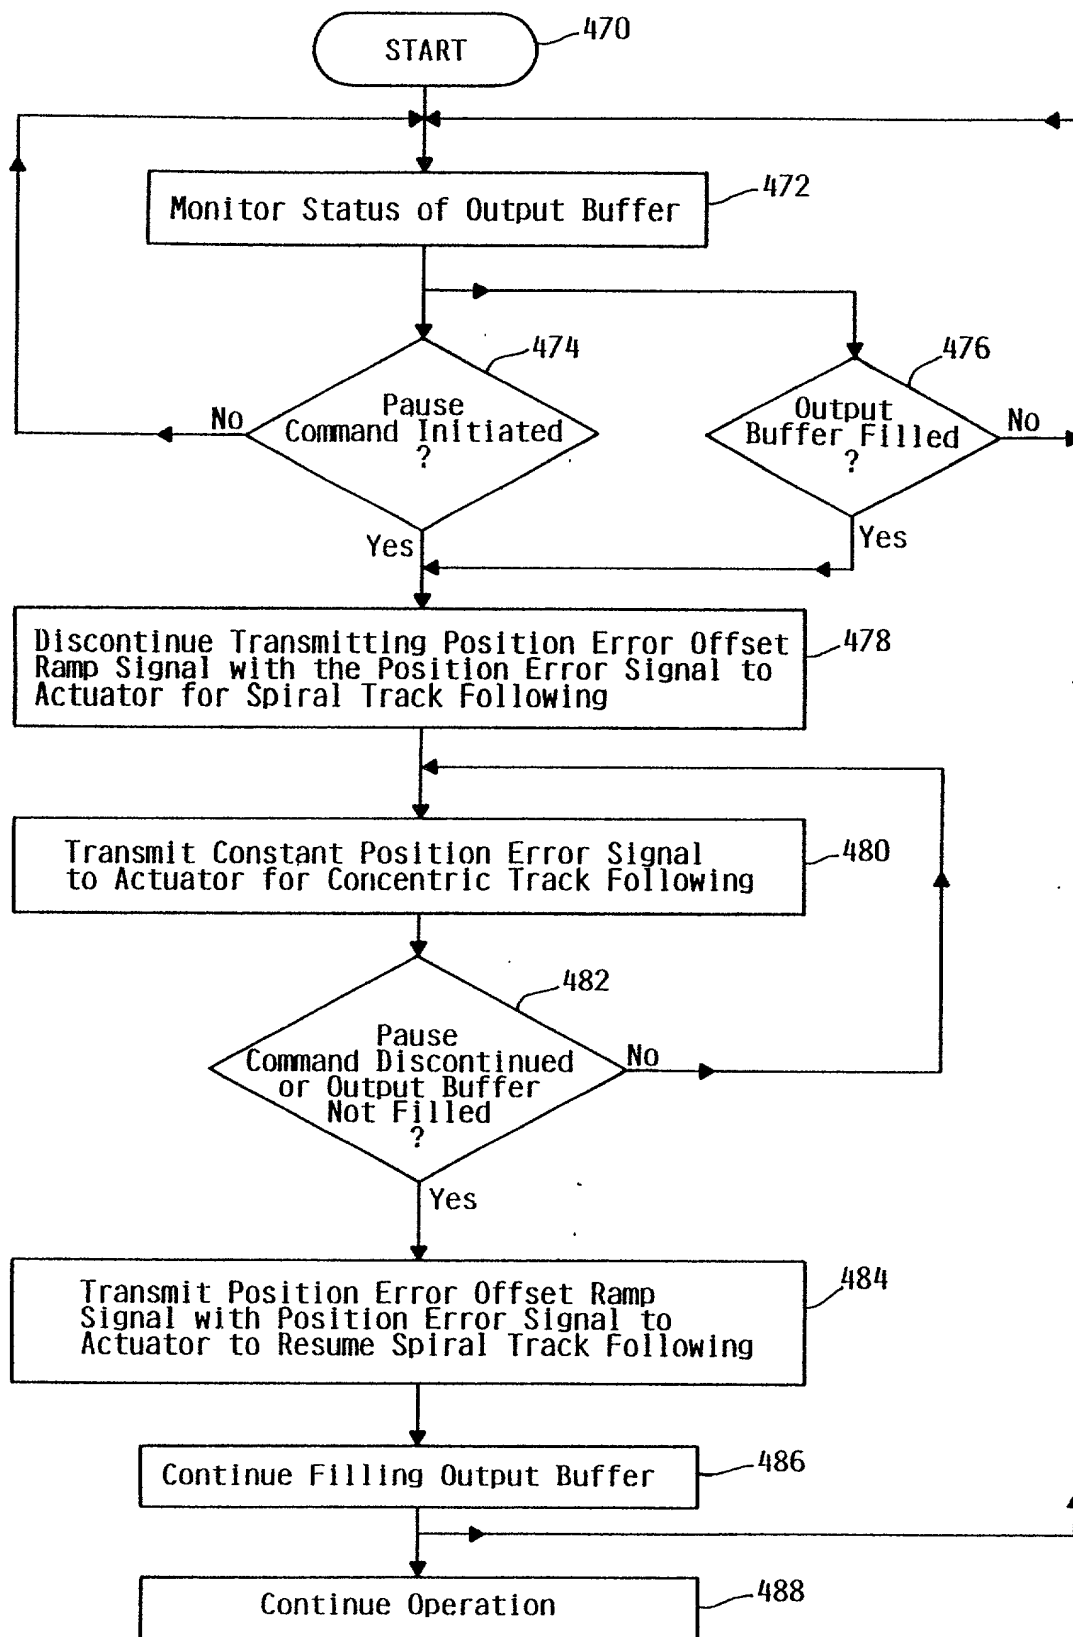 START
470
Monitor Status of Output Buffer
472
474
476
Pause
Command Initiated
?
No
Output
Buffer Filled
?
No
Yes
Yes
Discontinue Transmitting Position Error Offset
Ramp Signal with the Position Error Signal to
Actuator for Spiral Track Following
478
Transmit Constant Position Error Signal
to Actuator for Concentric Track Following
480
482
Pause
Command Discontinued
or Output Buffer
Not Filled
?
No
Yes
Transmit Position Error Offset Ramp
Signal with Position Error Signal to
Actuator to Resume Spiral Track Following
484
Continue Filling Output Buffer
486
Continue Operation
488